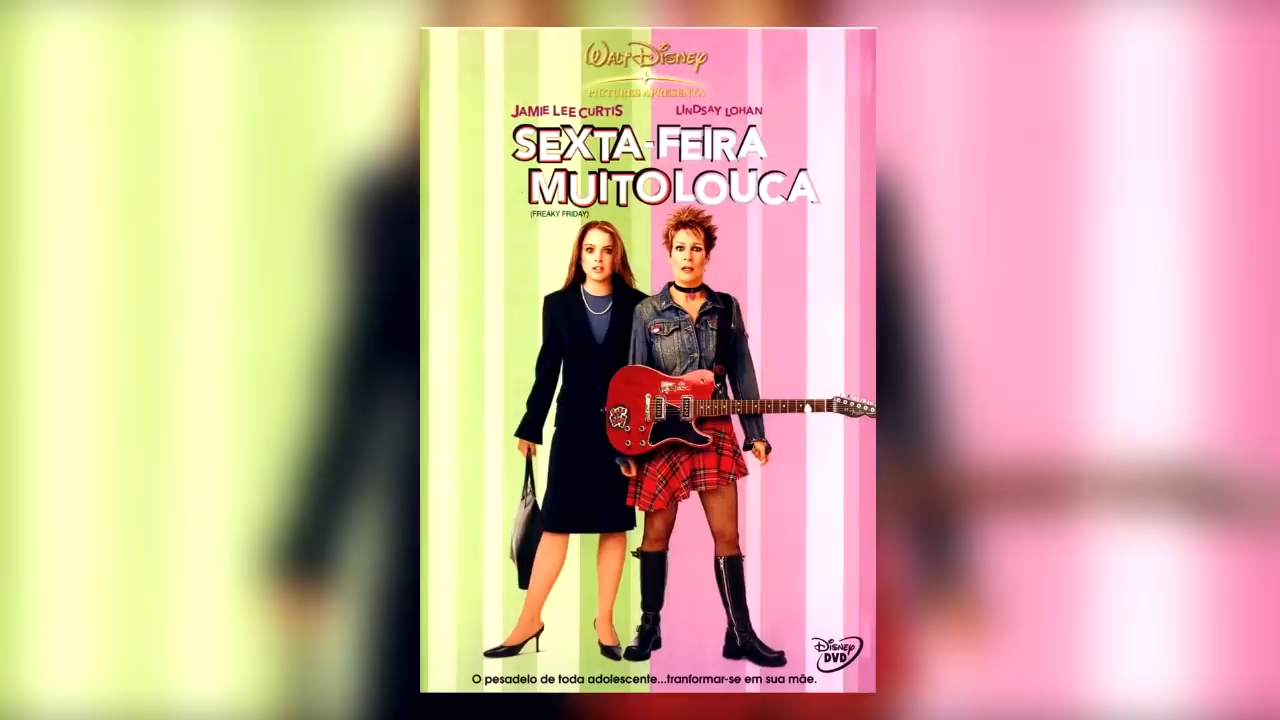 WALT DISNEY
PICTURES APRESENTA
JAMIE LEE CURTIS LINDSAY LOHAN
SEXTA-FEIRA
MUITO LOUCA
(FREAKY FRIDAY)
DISNEY
DVD
O pesadelo de toda adolescente...tranformar-se em sua mãe.